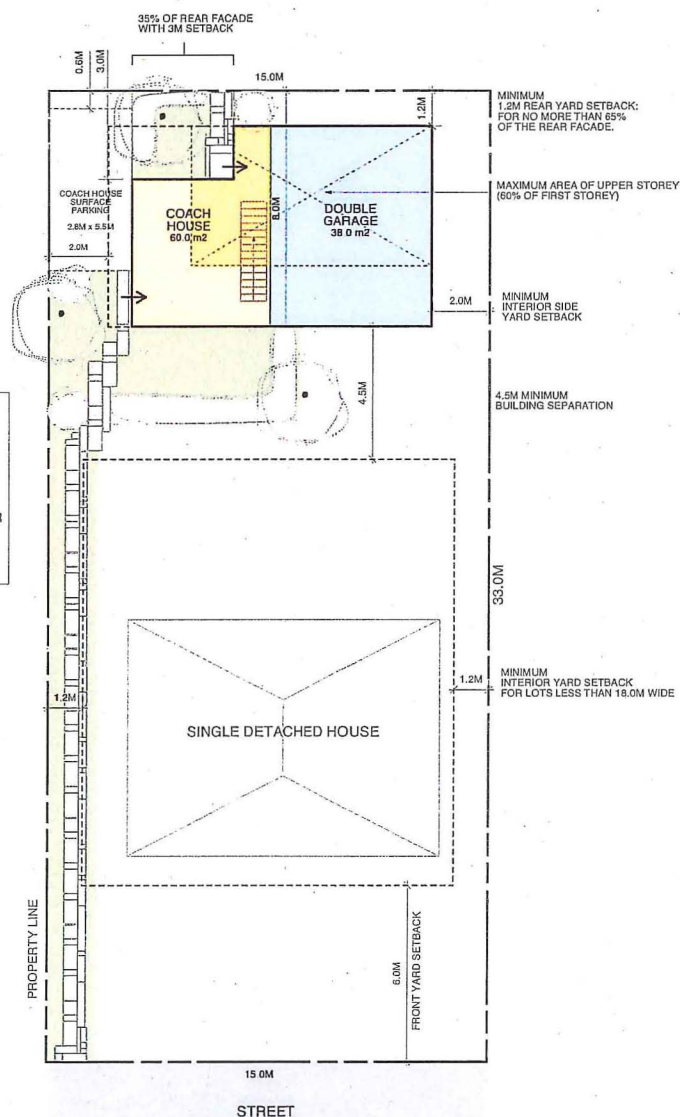 35% OF REAR FACADE
WITH 3M SETBACK
0.6M
3.0M
15.0M
1.2M
MINIMUM
1.2M REAR YARD SETBACK:
FOR NO MORE THAN 65%
OF THE REAR FACADE.
COACH HOUSE
SURFACE
PARKING
2.8M x 5.5M
2.0M
COACH
HOUSE
60.0 m2
8.0M
DOUBLE
GARAGE
38 0 m2
MAXIMUM AREA OF UPPER STOREY
(60% OF FIRST STOREY)
2.0M
MINIMUM
INTERIOR SIDE
YARD SETBACK
4.5M
4.5M MINIMUM
BUILDING SEPARATION
33.0M
1.2M
1.2M
MINIMUM
INTERIOR YARD SETBACK
FOR LOTS LESS THAN 18.0M WIDE
SINGLE DETACHED HOUSE
PROPERTY LINE
6.0M
FRONT YARD SETBACK
15 0M
STREET